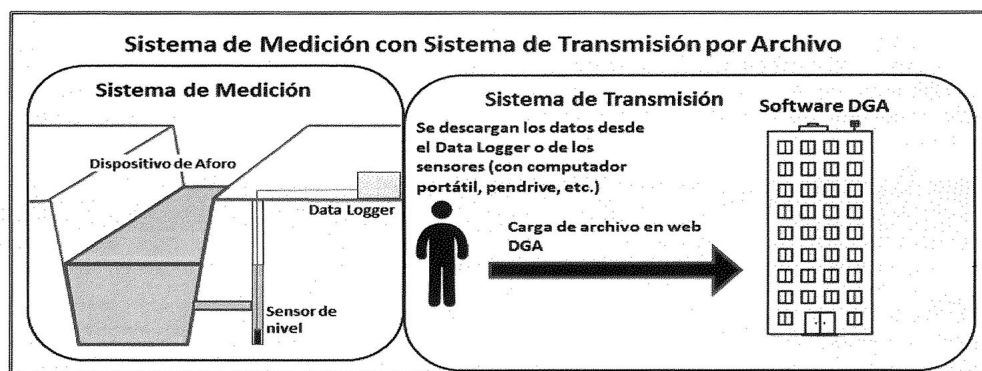 Sistema de Medición con Sistema de Transmisión por Archivo
Sistema de Medición
Dispositivo de Aforo
Data Logger
Sensor de
nivel
Sistema de Transmisión
Se descargan los datos desde
el Data Logger o de los
sensores (con computador
portátil, pendrive, etc.)
Carga de archivo en web
DGA
Software DGA